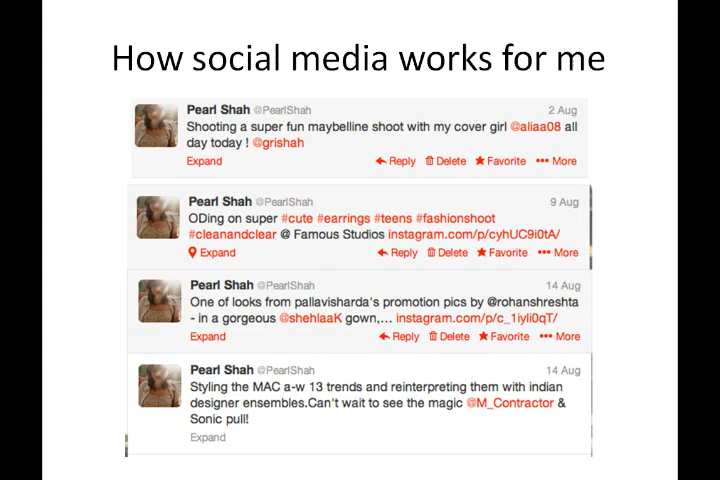 How social media works for me
Pearl Shah @PearlShah 2 Aug
Shooting a super fun maybelline shoot with my cover girl @aliaa08 all
day today ! @grishah
Expand Reply Delete Favorite More
Pearl Shah @PearlShah 9 Aug
ODing on super #cute #earrings #teens #fashionshoot
#cleanandclear @ Famous Studios instagram.com/p/cyhUC9i0tA/
Expand Reply Delete Favorite More
Pearl Shah @PearlShah 14 Aug
One of looks from pallavisharda's promotion pics by @rohanshreshta
- in a gorgeous @shehlaaK gown,... instagram.com/p/c_1iyli0qT/
Expand Reply Delete Favorite More
Pearl Shah @PearlShah 14 Aug
Styling the MAC a-w 13 trends and reinterpreting them with indian
designer ensembles.Can't wait to see the magic @M_Contractor &
Sonic pull!
Expand